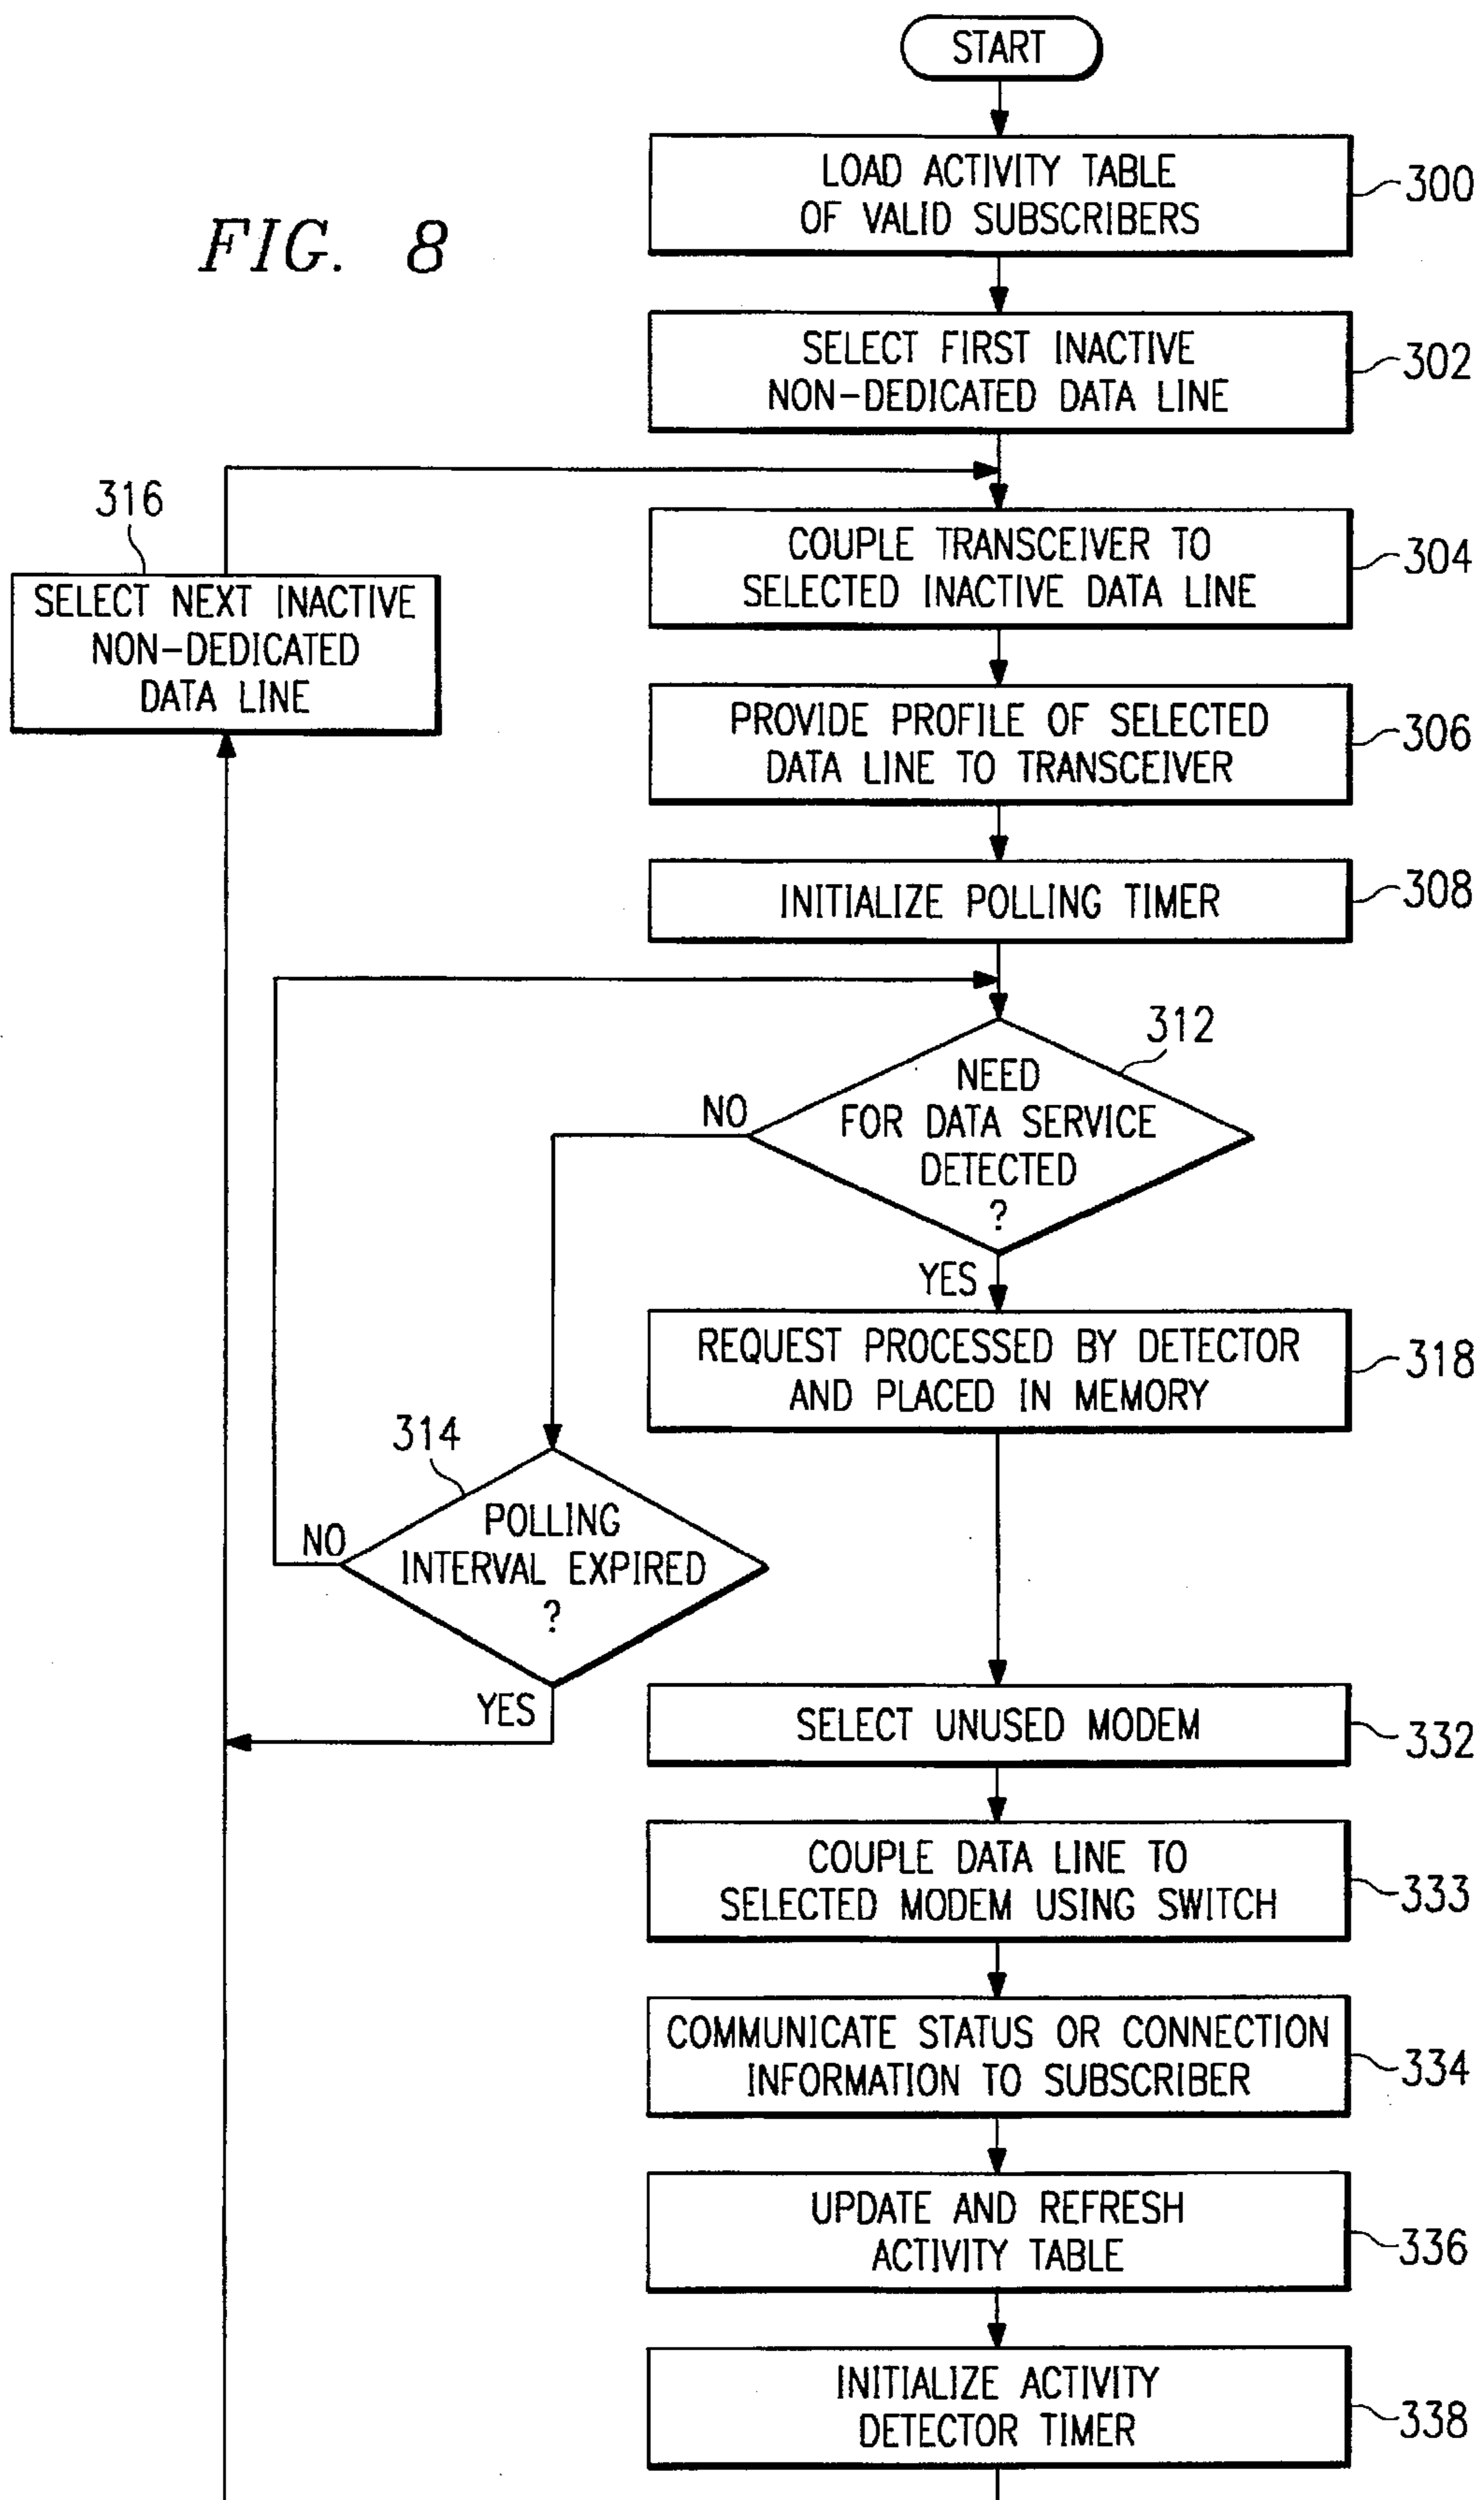 START
LOAD ACTIVITY TABLE
OF VALID SUBSCRIBERS
300
FIG. 8
SELECT FIRST INACTIVE
NON-DEDICATED DATA LINE
302
316
SELECT NEXT INACTIVE
NON-DEDICATED
DATA LINE
COUPLE TRANSCEIVER TO
SELECTED INACTIVE DATA LINE
304
PROVIDE PROFILE OF SELECTED
DATA LINE TO TRANSCEIVER
306
INITIALIZE POLLING TIMER
308
312
NEED
FOR DATA SERVICE
DETECTED
?
NO
YES
REQUEST PROCESSED BY DETECTOR
AND PLACED IN MEMORY
318
314
POLLING
INTERVAL EXPIRED
?
NO
YES
SELECT UNUSED MODEM
332
COUPLE DATA LINE TO
SELECTED MODEM USING SWITCH
333
COMMUNICATE STATUS OR CONNECTION
INFORMATION TO SUBSCRIBER
334
UPDATE AND REFRESH
ACTIVITY TABLE
336
INITIALIZE ACTIVITY
DETECTOR TIMER
338